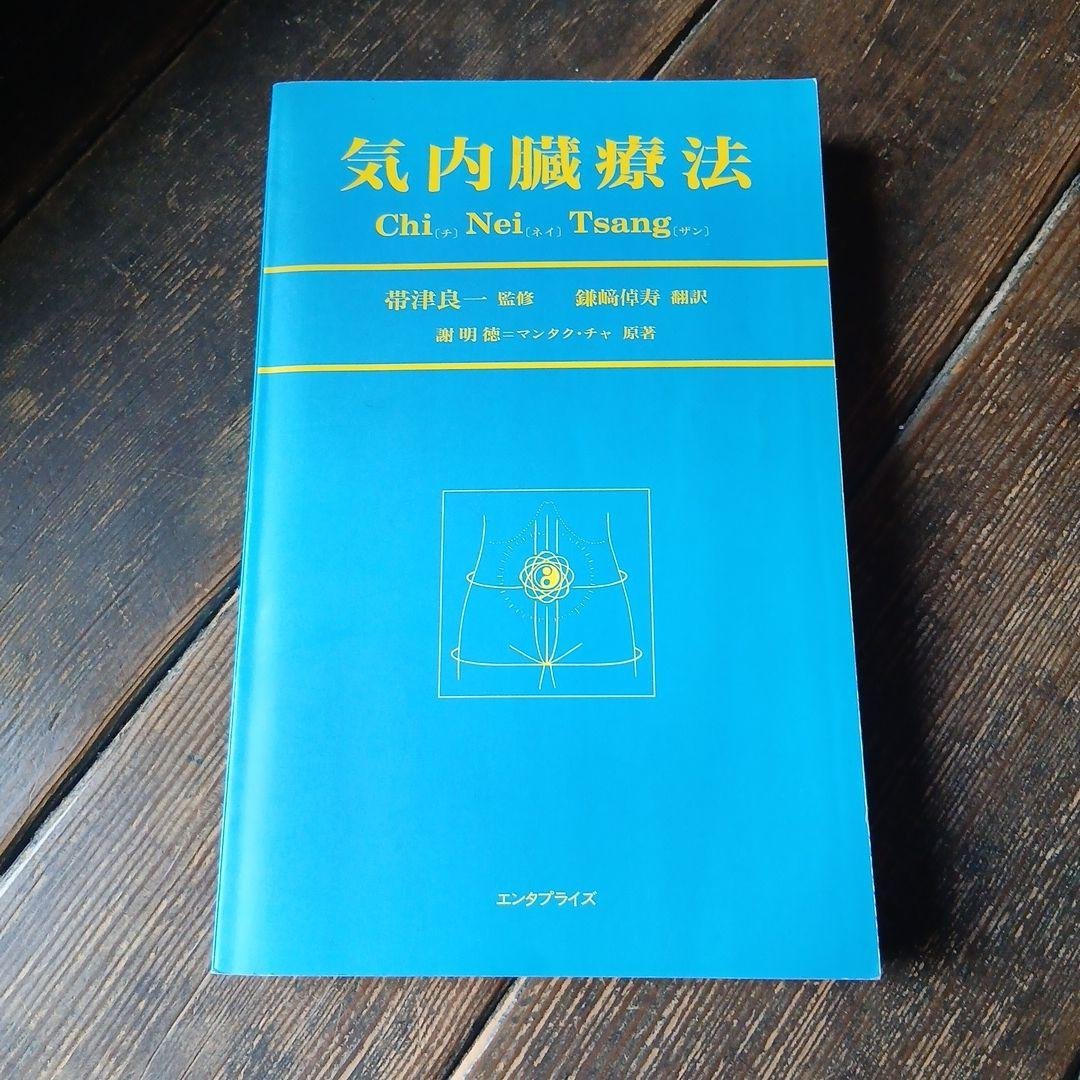 気内臓療法
Chi〔チ〕 Nei〔ネイ〕 Tsang〔ザン〕
帯津良一 監修 鎌﨑倬寿 翻訳
謝明徳=マンタク・チャ 原著
エンタプライズ